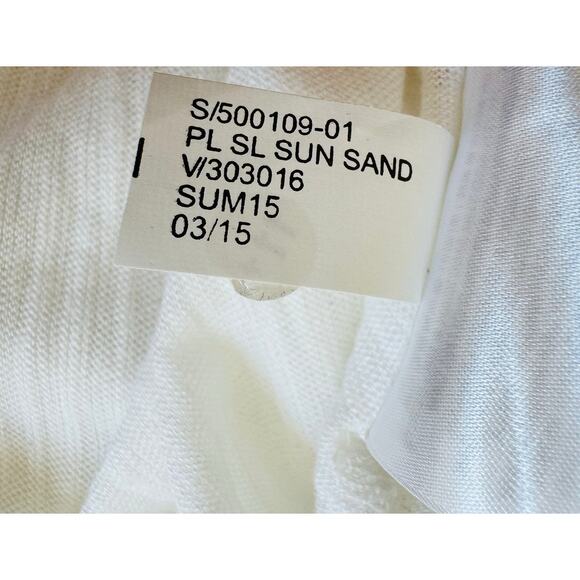 S/500109-01
PL SL SUN SAND
V/303016
SUM15
03/15